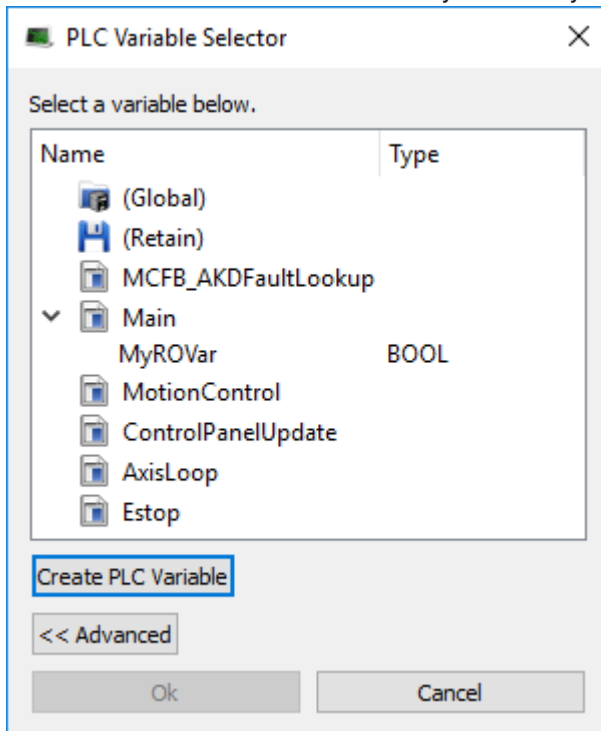 PLC Variable Selector
Select a variable below.
Name Type
(Global)
(Retain)
MCFB_AKDFaultLookup
Main
MyROVar BOOL
MotionControl
ControlPanelUpdate
AxisLoop
Estop
Create PLC Variable
<< Advanced
Ok Cancel